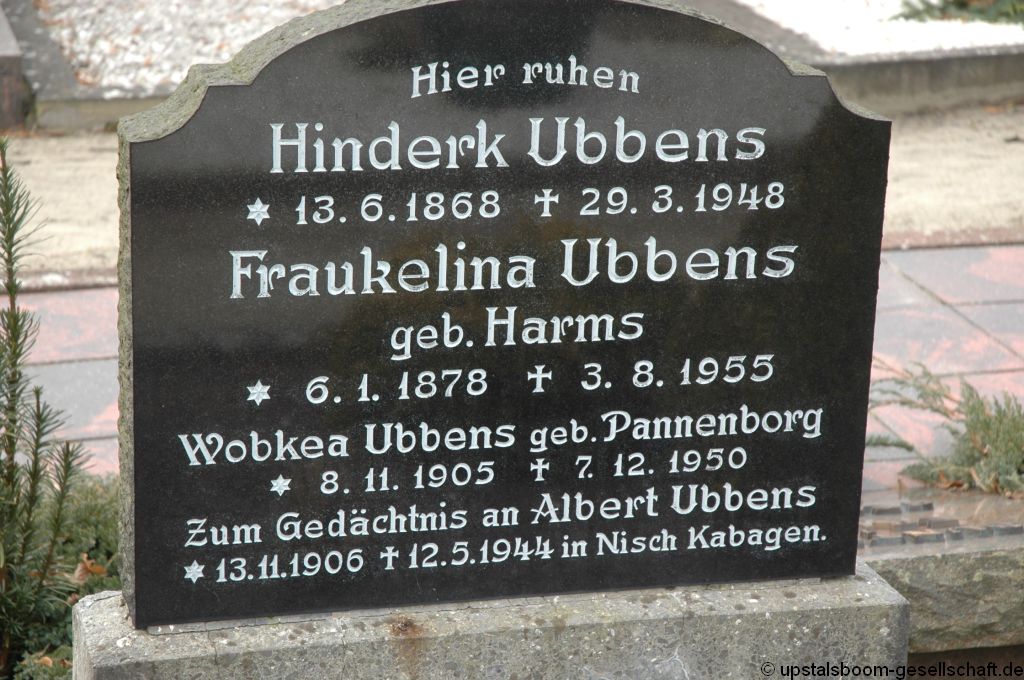 Hier ruhen
Hinderk Ubbens
* 13. 6. 1868 ✝ 29. 3. 1948
Fraukelina Ubbens
geb. Harms
* 6. 1. 1878 ✝ 3. 8. 1955
Wobkea Ubbens geb. Pannenborg
* 8. 11. 1905 ✝ 7. 12. 1950
Zum Gedächtnis an Albert Ubbens
* 13.11.1906 ✝ 12.5.1944 in Nisch Kabagen.
© upstalsboom-gesellschaft.de